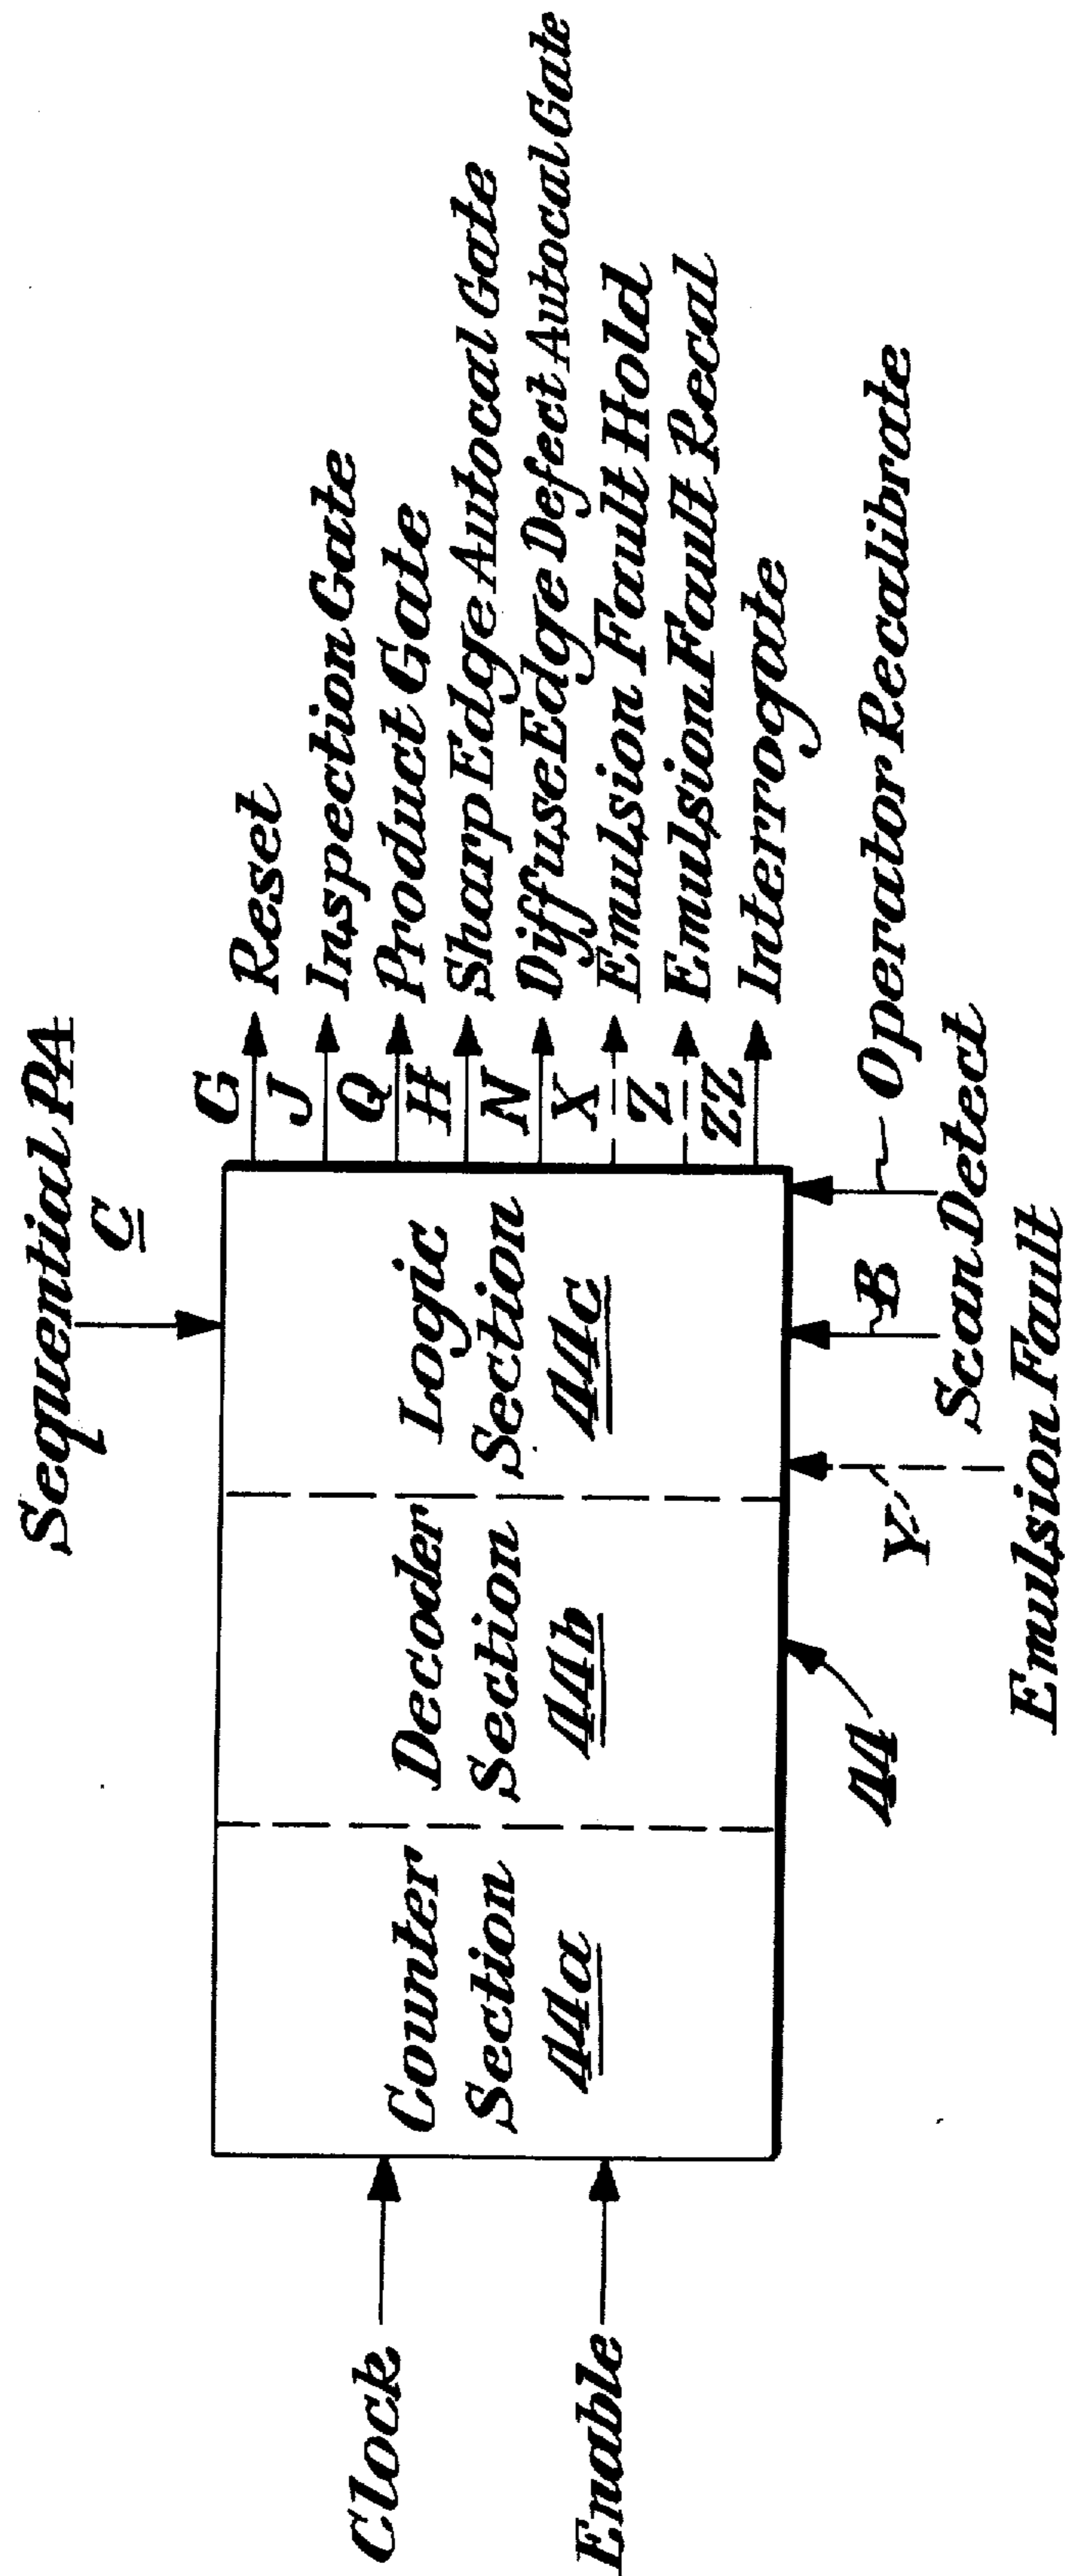 Sequential PA
C
Clock
Enable
Counter
Section
44a
Decoder
Section
44b
Logic
Section
44c
G
Reset
J
Inspection Gate
Q
Product Gate
H
Sharp Edge Autocal Gate
N
Diffuse Edge Defect Autocal Gate
X
Emulsion Fault Hold
Z
Emulsion Fault Recal
ZZ
Interrogate
44
Y
B
Operator Recalibrate
Scan Detect
Emulsion Fault